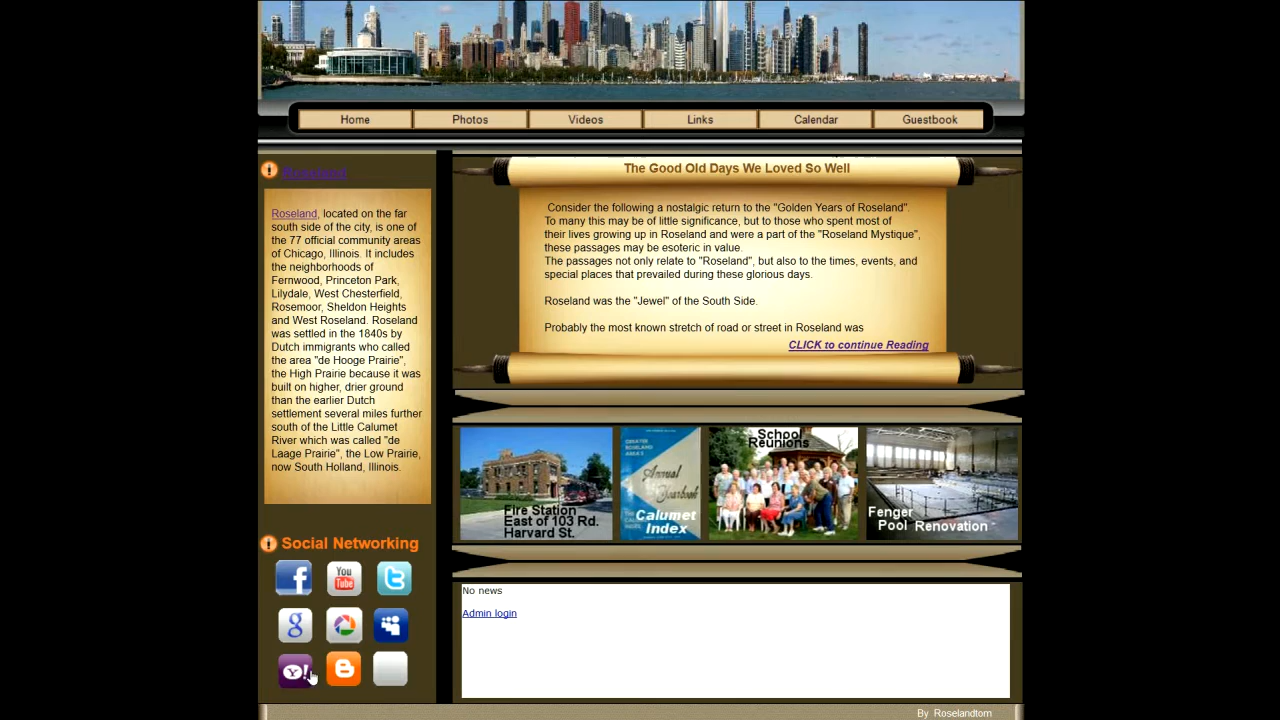 Home
Photos
Videos
Links
Calendar
Guestbook
Roseland
Roseland, located on the far
south side of the city, is one of
the 77 official community areas
of Chicago, Illinois. It includes
the neighborhoods of
Fernwood, Princeton Park,
Lilydale, West Chesterfield,
Rosemoor, Sheldon Heights
and West Roseland. Roseland
was settled in the 1840s by
Dutch immigrants who called
the area "de Hooge Prairie",
the High Prairie because it was
built on higher, drier ground
than the earlier Dutch
settlement several miles further
south of the Little Calumet
River which was called "de
Laage Prairie", the Low Prairie,
now South Holland, Illinois.
Social Networking
f
You
Tube
t
g
Y!
B
The Good Old Days We Loved So Well
Consider the following a nostalgic return to the "Golden Years of Roseland".
To many this may be of little significance, but to those who spent most of
their lives growing up in Roseland and were a part of the "Roseland Mystique",
these passages may be esoteric in value.
The passages not only relate to "Roseland", but also to the times, events, and
special places that prevailed during these glorious days.
Roseland was the "Jewel" of the South Side.
Probably the most known stretch of road or street in Roseland was
CLICK to continue Reading
Fire Station
East of 103 Rd.
Harvard St.
Annual
Yearbook
Calumet
Index
School
Reunions
Fenger
Pool Renovation
No news
Admin login
By Roselandtom